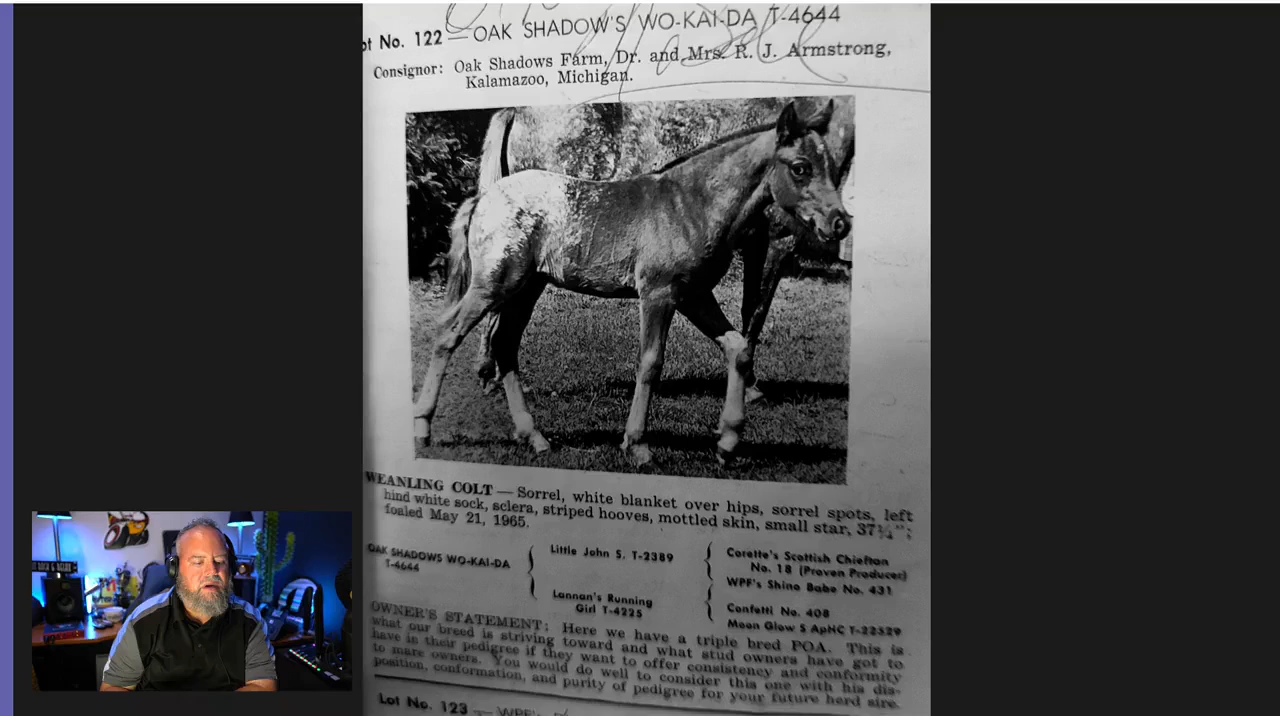 ot No. 122 — OAK SHADOW'S WO-KAI-DA T-4644
Consignor: Oak Shadows Farm, Dr. and Mrs. R. J. Armstrong,
Kalamazoo, Michigan.
WEANLING COLT — Sorrel, white blanket over hips, sorrel spots, left
hind white sock, sclera, striped hooves, mottled skin, small star, 37¼";
foaled May 21, 1965.
OAK SHADOWS WO-KAI-DA
T-4644
Little John S. T-2389
Lannan's Running
Girl T-4225
Corette's Scottish Chieftan
No. 18 (Proven Producer)
WPF's Shino Babe No. 431
Confetti No. 408
Moon Glow S ApHC T-22329
OWNER'S STATEMENT: Here we have a triple bred POA. This is
what our breed is striving toward and what stud owners have got to
have in their pedigree if they want to offer consistency and conformity
to mare owners. You would do well to consider this one with his dis-
position, conformation, and purity of pedigree for your future herd sire.
Lot No. 123 — WPF's